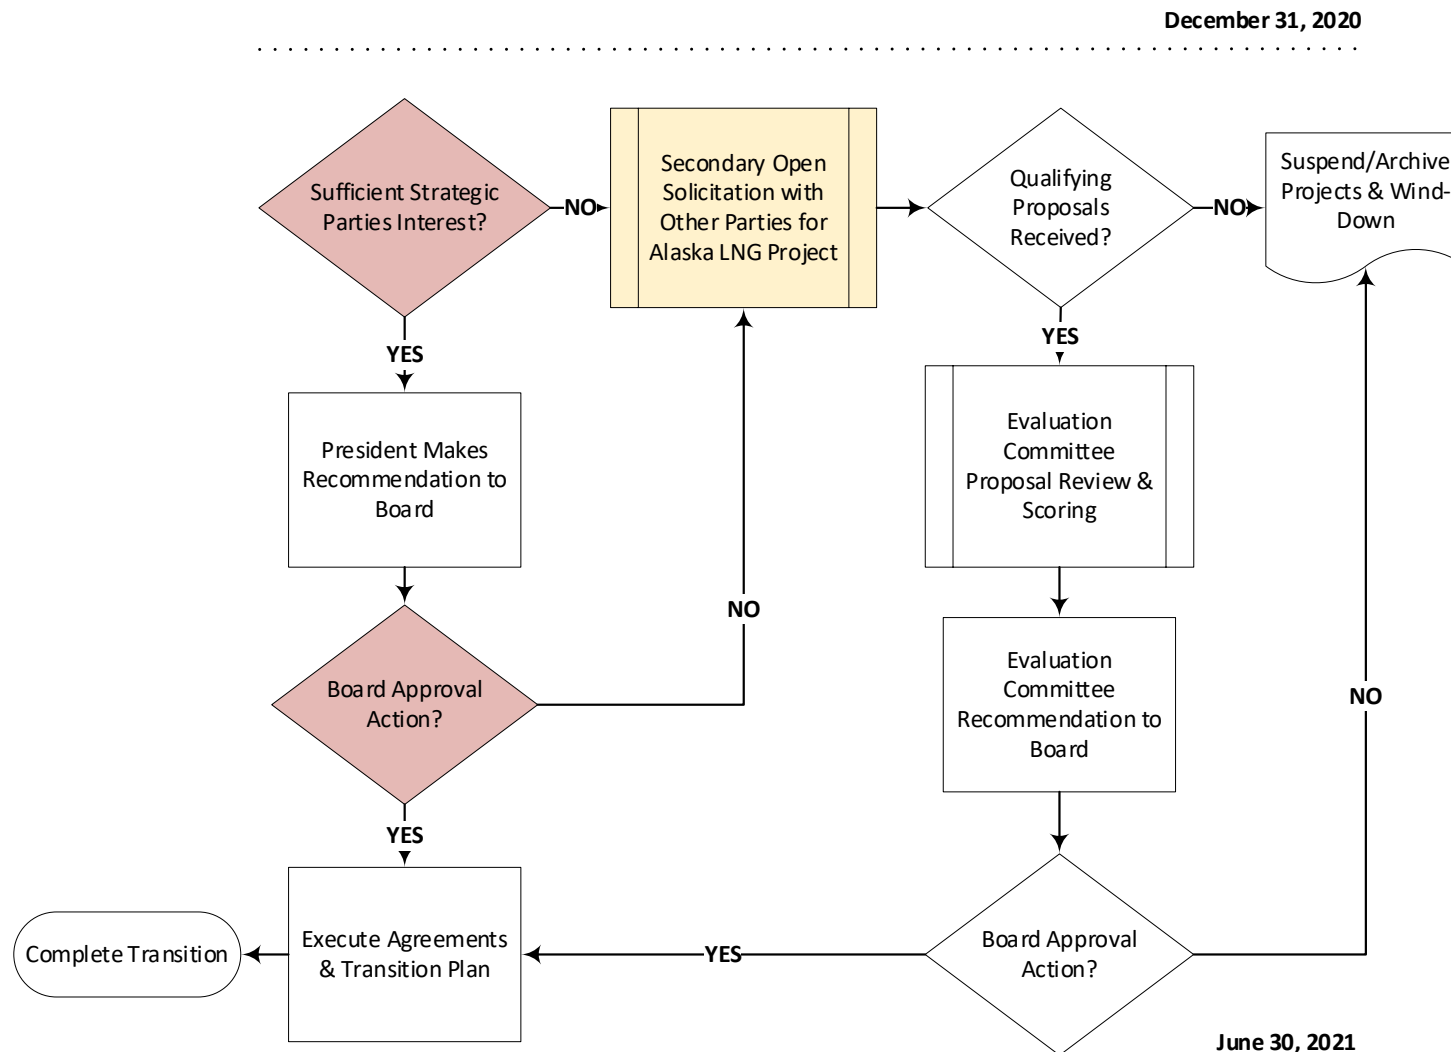 December 31, 2020
Sufficient Strategic
Parties Interest?
NO
Secondary Open
Solicitation with
Other Parties for
Alaska LNG Project
Qualifying
Proposals
Received?
NO
Suspend/Archive
Projects & Wind-
Down
YES
YES
President Makes
Recommendation to
Board
Evaluation
Committee
Proposal Review &
Scoring
NO
Board Approval
Action?
Evaluation
Committee
Recommendation to
Board
NO
YES
Complete Transition
Execute Agreements
& Transition Plan
YES
Board Approval
Action?
June 30, 2021